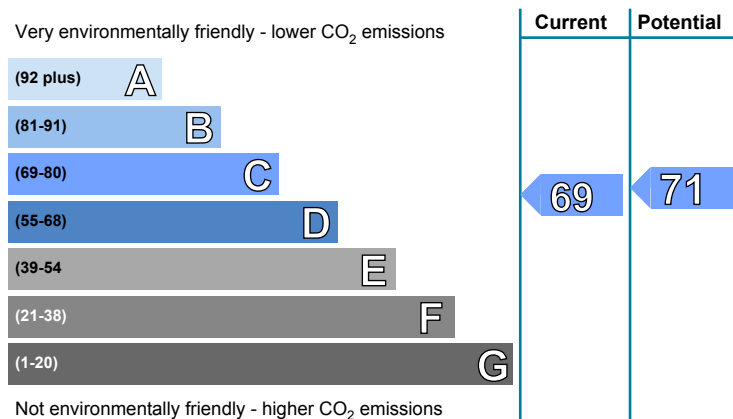 Very environmentally friendly - lower CO₂ emissions
Current
Potential
(92 plus) A
(81-91) B
(69-80) C
(55-68) D
(39-54 E
(21-38) F
(1-20) G
69
71
Not environmentally friendly - higher CO₂ emissions